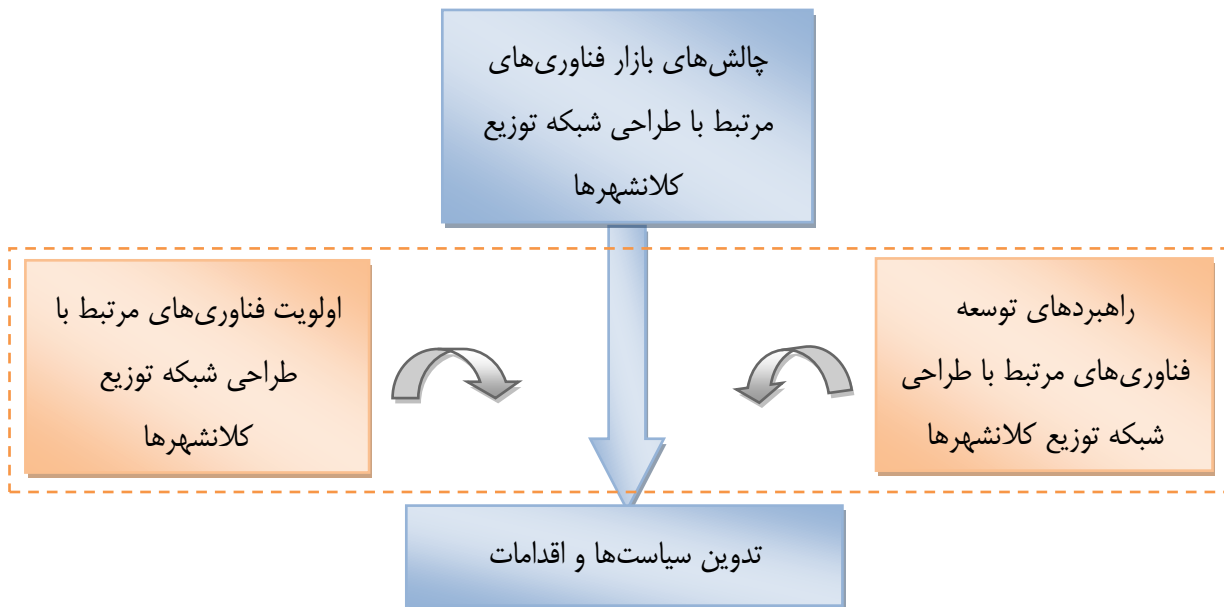 چالش‌های بازار فناوری‌های
مرتبط با طراحی شبکه توزیع
کلانشهرها
راهبردهای توسعه
فناوری‌های مرتبط با طراحی
شبکه توزیع کلانشهرها
اولویت فناوری‌های مرتبط با
طراحی شبکه توزیع
کلانشهرها
تدوین سیاست‌ها و اقدامات